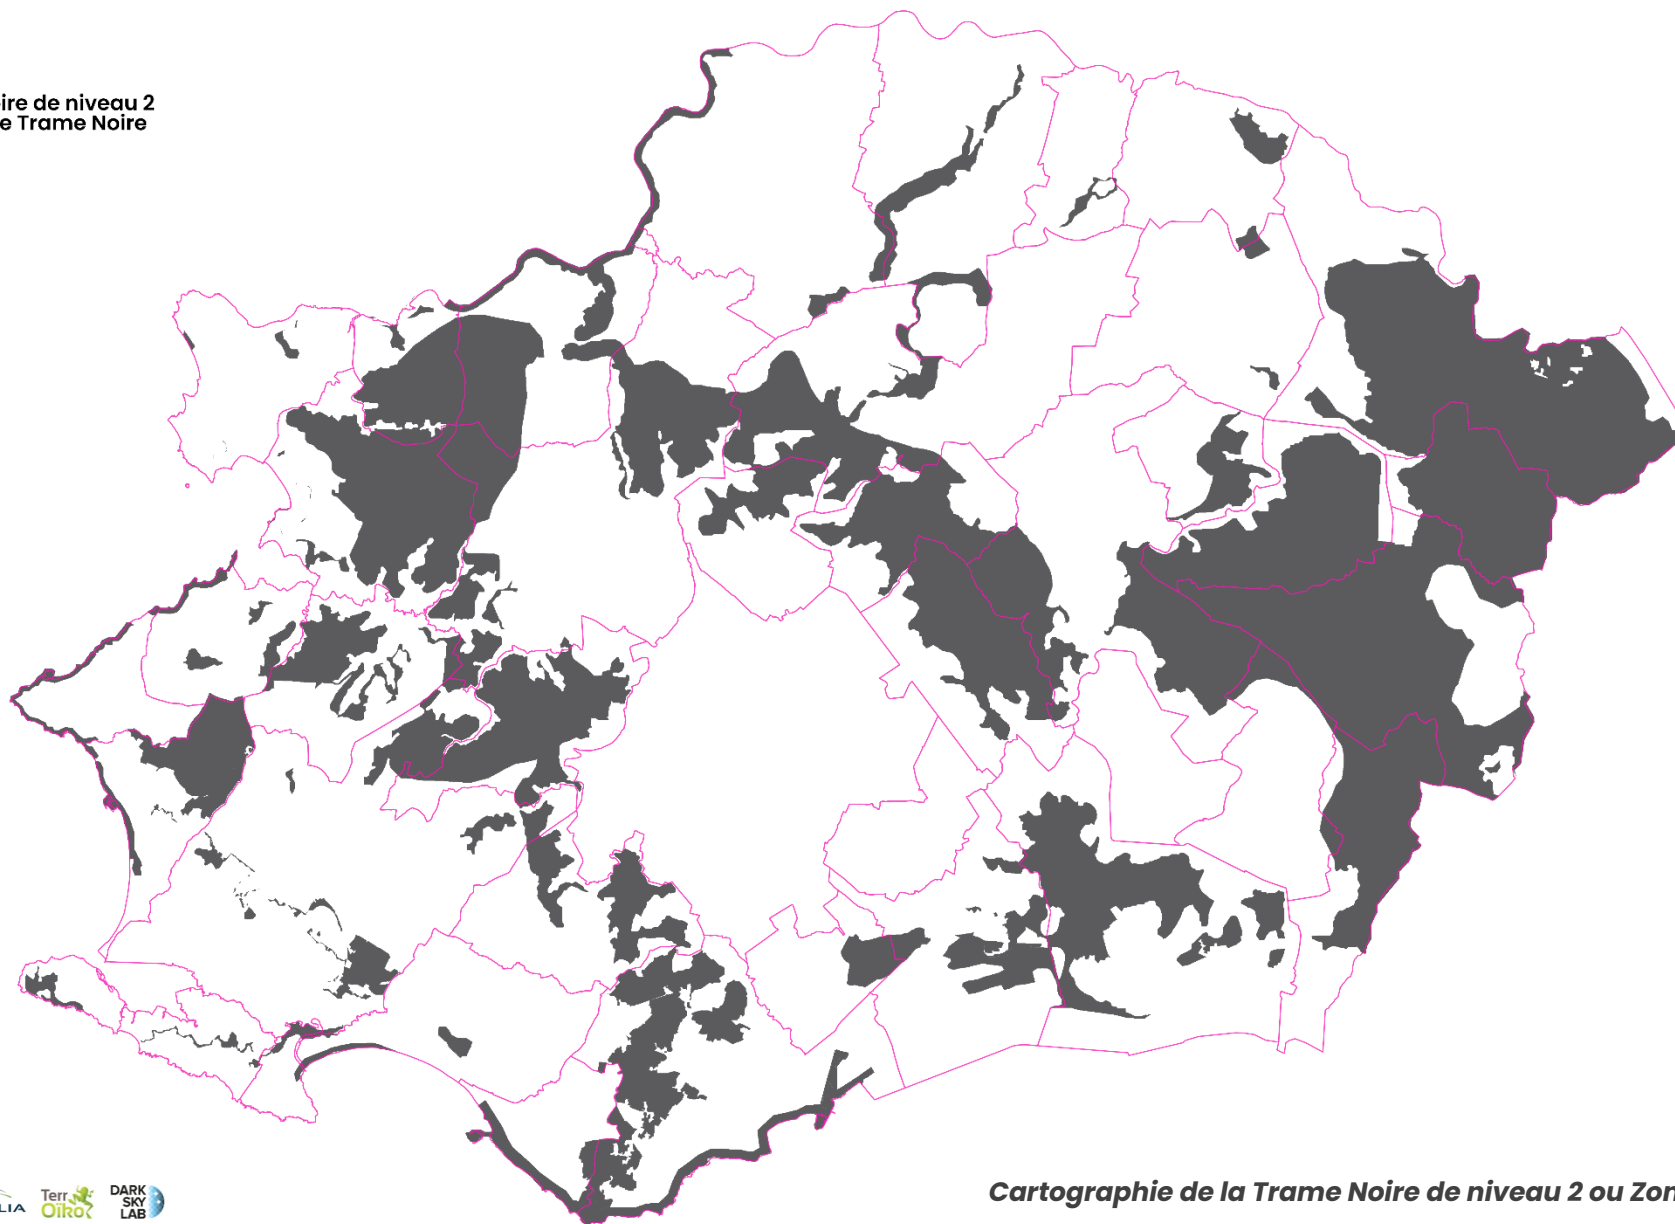 ire de niveau 2
e Trame Noire
LIA
Terr
Oïko
DARK
SKY
LAB
Cartographie de la Trame Noire de niveau 2 ou Zon